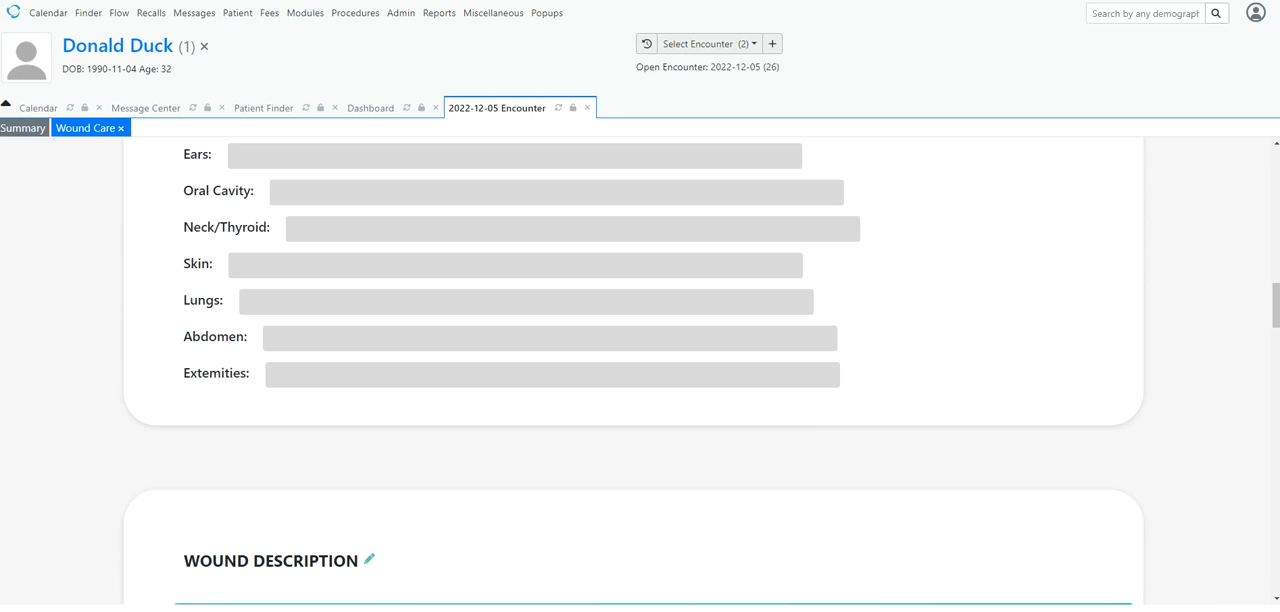 Calendar Finder Flow Recalls Messages Patient Fees Modules Procedures Admin Reports Miscellaneous Popups
Search by any demograph
Donald Duck (1) ×
DOB: 1990-11-04 Age: 32
Select Encounter (2) +
Open Encounter: 2022-12-05 (26)
Calendar × Message Center × Patient Finder × Dashboard × 2022-12-05 Encounter ×
Summary Wound Care ×
Ears:
Oral Cavity:
Neck/Thyroid:
Skin:
Lungs:
Abdomen:
Extemities:
WOUND DESCRIPTION